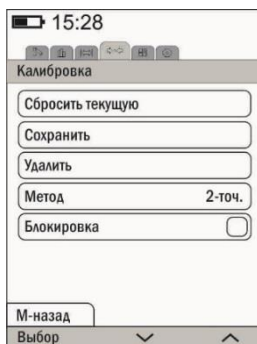 15:28
Калибровка
Сбросить текущую
Сохранить
Удалить
Метод 2-точ.
Блокировка
М-назад
Выбор